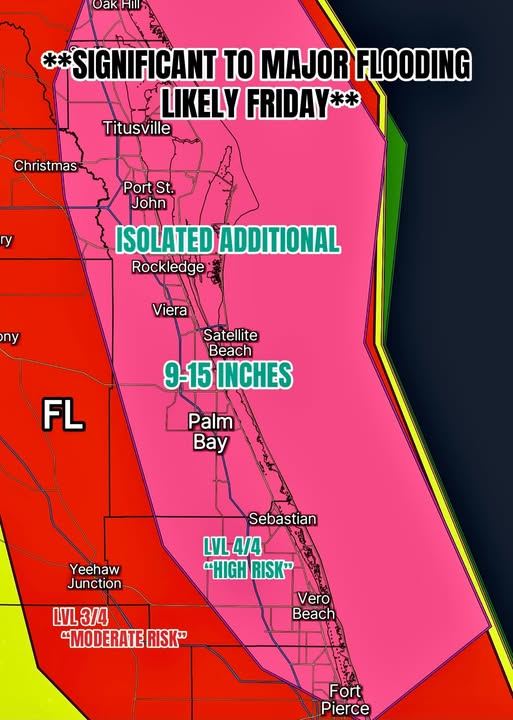 Oak Hill
**SIGNIFICANT TO MAJOR FLOODING
LIKELY FRIDAY**
Titusville
Christmas
Port St.
John
ry
ISOLATED ADDITIONAL
Rockledge
Viera
ony
Satellite
Beach
9-15 INCHES
FL
Palm
Bay
Sebastian
LVL 4/4
"HIGH RISK"
Yeehaw
Junction
Vero
Beach
LVL 3/4
"MODERATE RISK"
Fort
Pierce